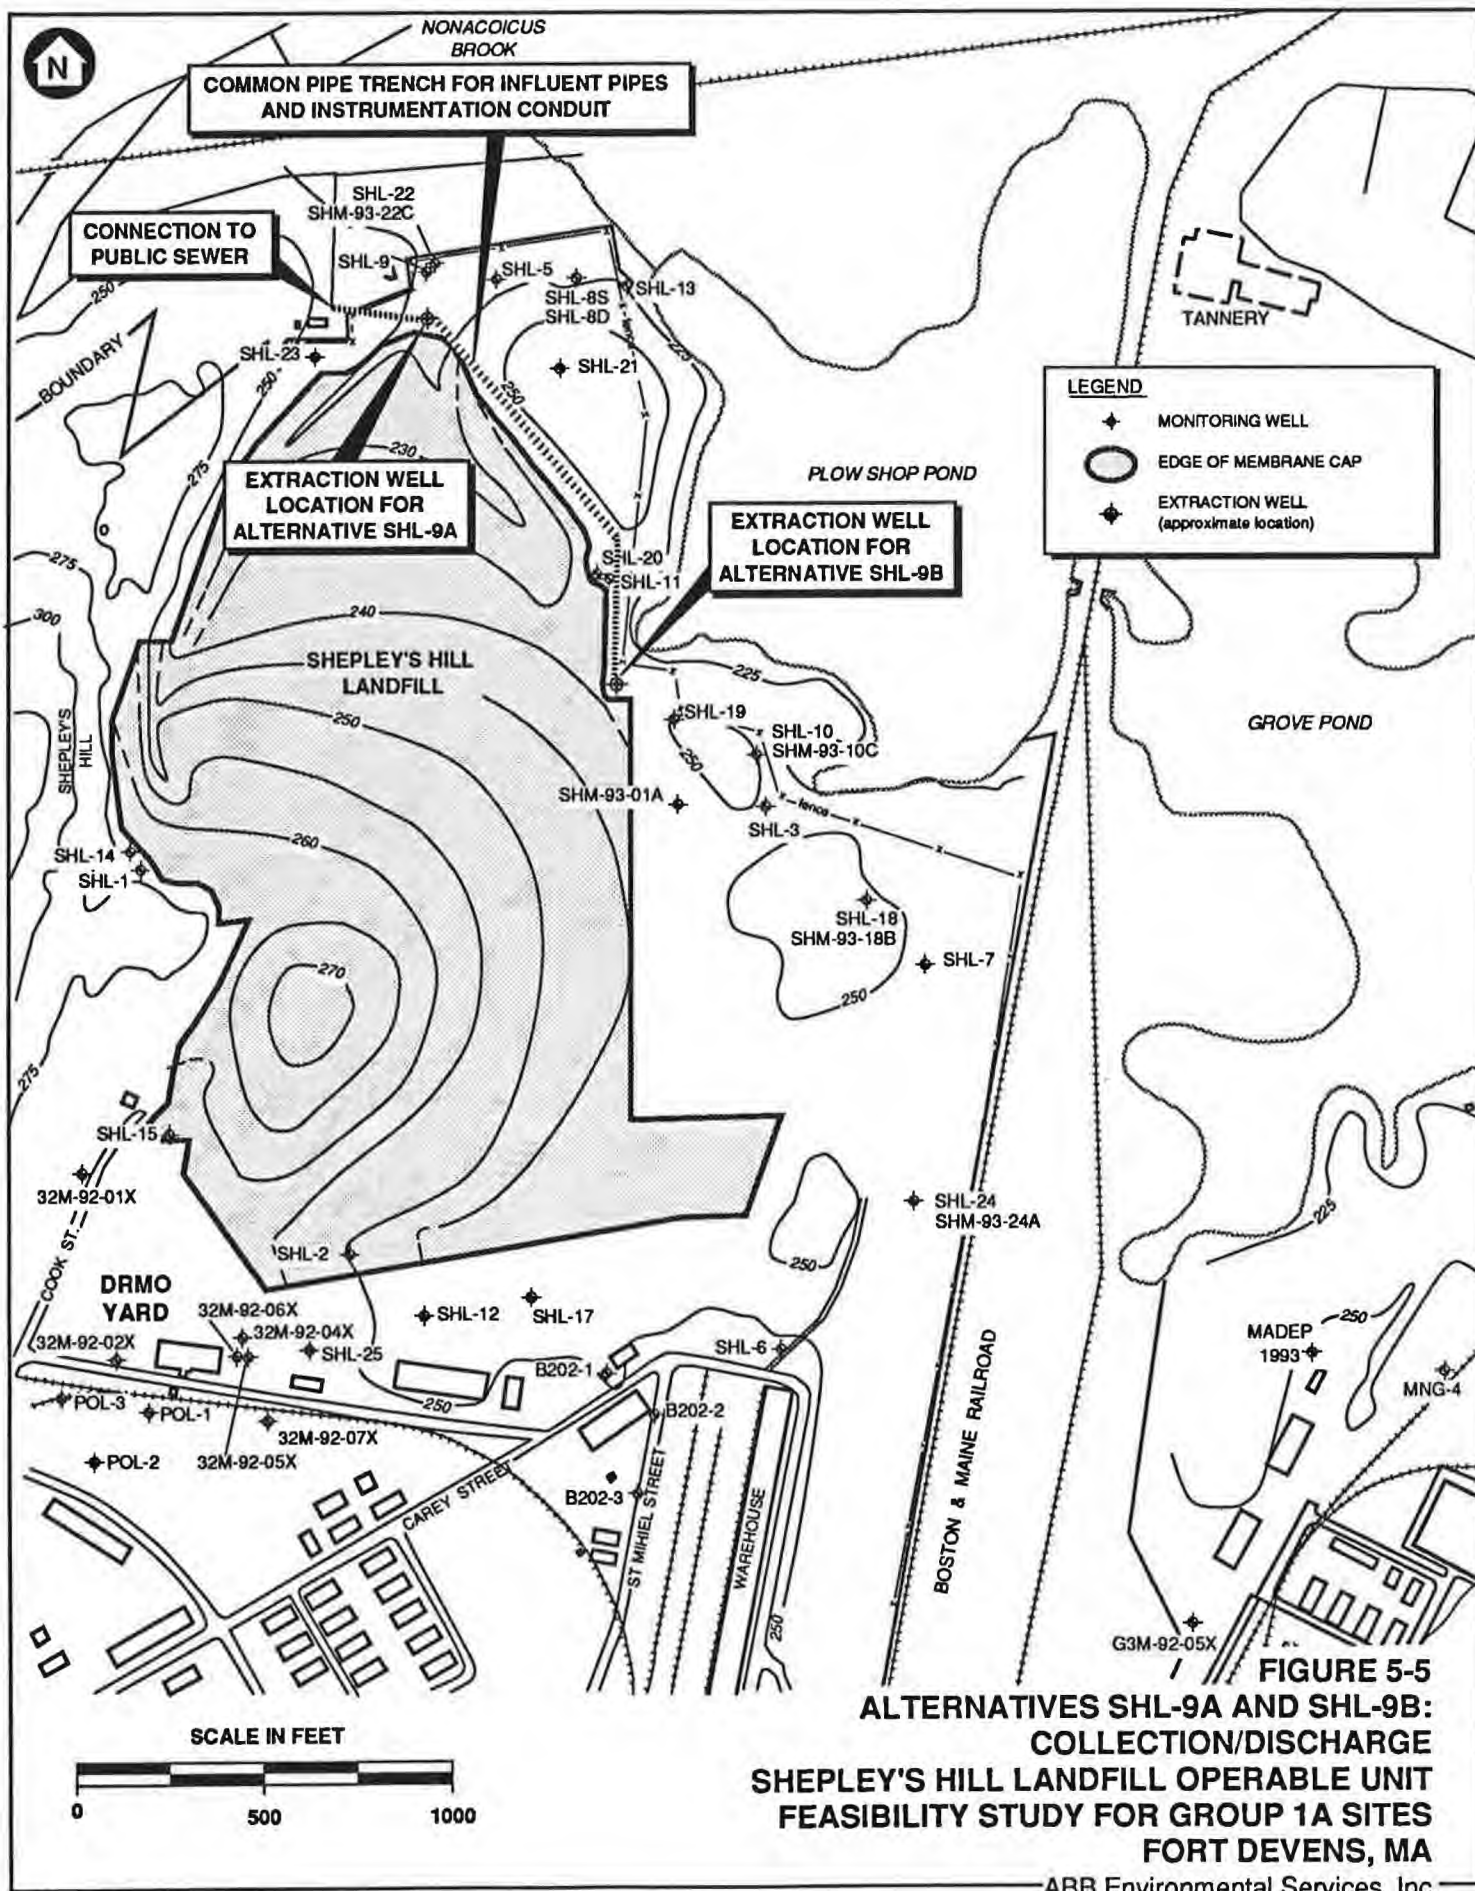 N
NONACOICUS
BROOK
COMMON PIPE TRENCH FOR INFLUENT PIPES
AND INSTRUMENTATION CONDUIT
SHL-22
SHM-93-22C
CONNECTION TO
PUBLIC SEWER
SHL-9
SHL-5
SHL-8S
SHL-8D
SHL-13
fence
250
TANNERY
BOUNDARY
SHL-23
250
SHL-21
225
250
LEGEND
MONITORING WELL
EDGE OF MEMBRANE CAP
EXTRACTION WELL
(approximate location)
275
230
EXTRACTION WELL
LOCATION FOR
ALTERNATIVE SHL-9A
PLOW SHOP POND
EXTRACTION WELL
LOCATION FOR
ALTERNATIVE SHL-9B
275
SHL-20
SHL-11
300
240
SHEPLEY'S HILL
LANDFILL
225
SHEPLEY'S
HILL
250
SHL-19
SHL-10
SHM-93-10C
GROVE POND
250
SHM-93-01A
fence
SHL-3
260
SHL-14
SHL-1
SHL-18
SHM-93-18B
SHL-7
270
250
275
SHL-15
32M-92-01X
SHL-24
SHM-93-24A
225
COOK ST.
SHL-2
250
DRMO
YARD
32M-92-06X
SHL-12
SHL-17
32M-92-04X
32M-92-02X
SHL-25
SHL-6
MADEP
1993
250
B202-1
MNG-4
POL-3
POL-1
250
B202-2
32M-92-07X
POL-2
32M-92-05X
CAREY STREET
B202-3
ST MIHIEL STREET
WAREHOUSE
BOSTON & MAINE RAILROAD
250
G3M-92-05X
FIGURE 5-5
ALTERNATIVES SHL-9A AND SHL-9B:
COLLECTION/DISCHARGE
SHEPLEY'S HILL LANDFILL OPERABLE UNIT
FEASIBILITY STUDY FOR GROUP 1A SITES
FORT DEVENS, MA
SCALE IN FEET
0 500 1000
ABB Environmental Services, Inc